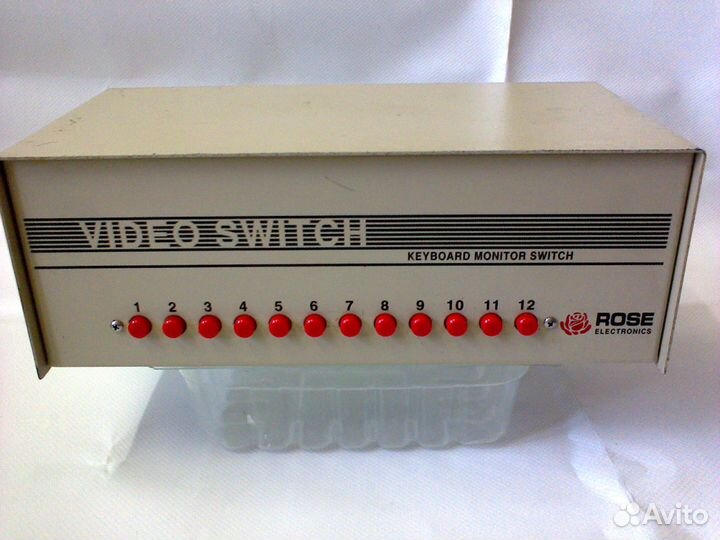 VIDEO SWITCH
KEYBOARD MONITOR SWITCH
1 2 3 4 5 6 7 8 9 10 11 12
ROSE
ELECTRONICS
Avito